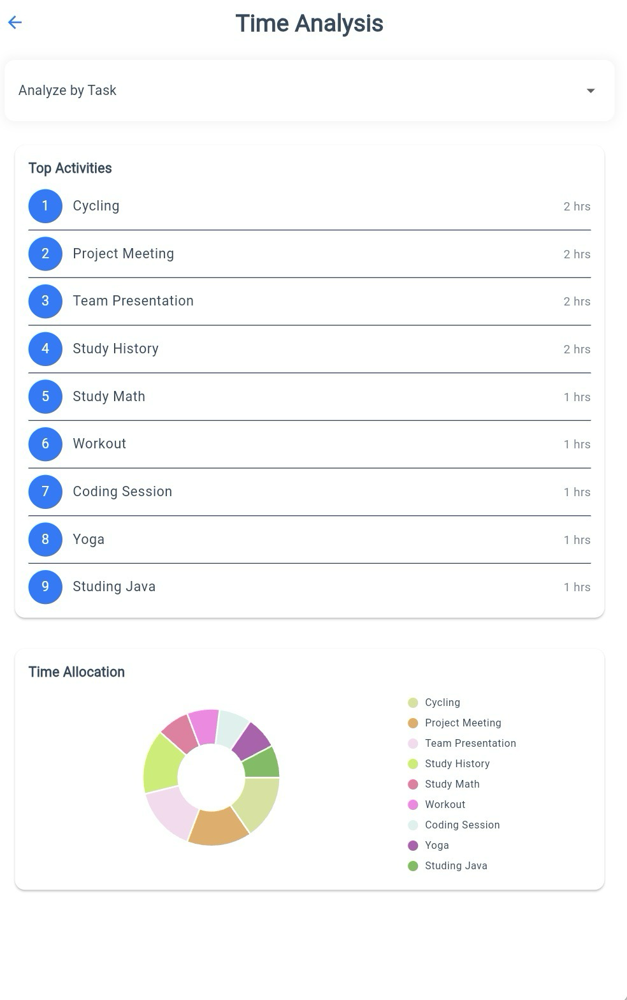 Time Analysis
Analyze by Task
Top Activities
1 Cycling 2 hrs
2 Project Meeting 2 hrs
3 Team Presentation 2 hrs
4 Study History 2 hrs
5 Study Math 1 hrs
6 Workout 1 hrs
7 Coding Session 1 hrs
8 Yoga 1 hrs
9 Studing Java 1 hrs
Time Allocation
Cycling
Project Meeting
Team Presentation
Study History
Study Math
Workout
Coding Session
Yoga
Studing Java